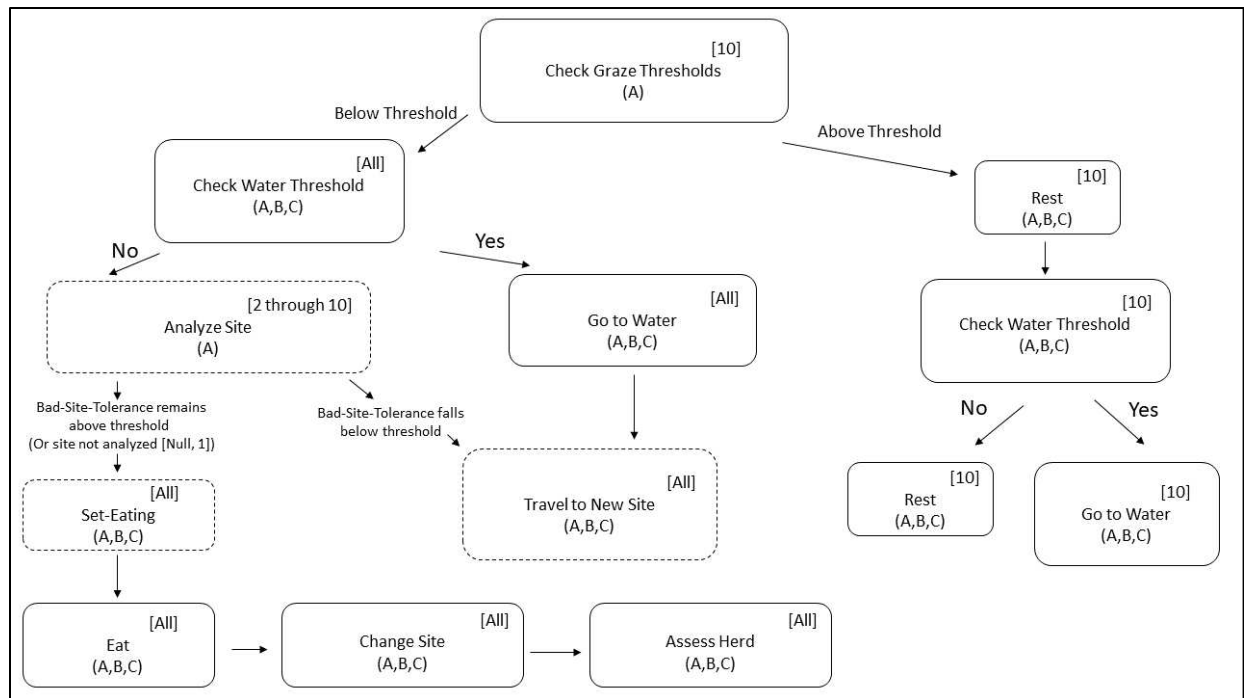 [10]
Check Graze Thresholds
(A)
Below Threshold
Above Threshold
[All]
Check Water Threshold
(A,B,C)
[10]
Rest
(A,B,C)
No
Yes
[2 through 10]
Analyze Site
(A)
[All]
Go to Water
(A,B,C)
[10]
Check Water Threshold
(A,B,C)
Bad-Site-Tolerance remains
above threshold
(Or site not analyzed [Null, 1])
Bad-Site-Tolerance falls
below threshold
No
Yes
[All]
Set-Eating
(A,B,C)
[All]
Travel to New Site
(A,B,C)
[10]
Rest
(A,B,C)
[10]
Go to Water
(A,B,C)
[All]
Eat
(A,B,C)
[All]
Change Site
(A,B,C)
[All]
Assess Herd
(A,B,C)